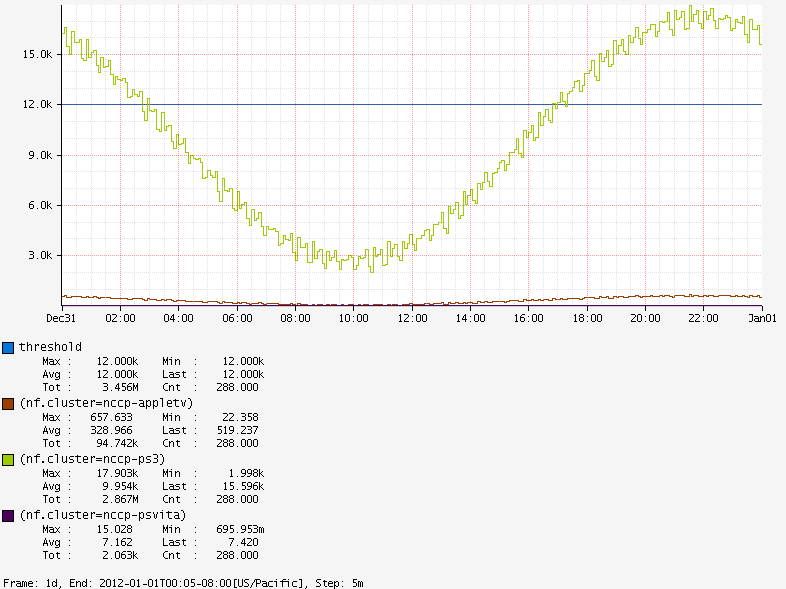 15.0k
12.0k
9.0k
6.0k
3.0k
Dec31 02:00 04:00 06:00 08:00 10:00 12:00 14:00 16:00 18:00 20:00 22:00 Jan01
threshold
Max : 12.000k Min : 12.000k
Avg : 12.000k Last : 12.000k
Tot : 3.456M Cnt : 288.000
(nf.cluster=nccp-appletv)
Max : 657.633 Min : 22.358
Avg : 328.966 Last : 519.237
Tot : 94.742k Cnt : 288.000
(nf.cluster=nccp-ps3)
Max : 17.903k Min : 1.998k
Avg : 9.954k Last : 15.596k
Tot : 2.867M Cnt : 288.000
(nf.cluster=nccp-psvita)
Max : 15.028 Min : 695.953m
Avg : 7.162 Last : 7.420
Tot : 2.063k Cnt : 288.000
Frame: 1d, End: 2012-01-01T00:05-08:00[US/Pacific], Step: 5m